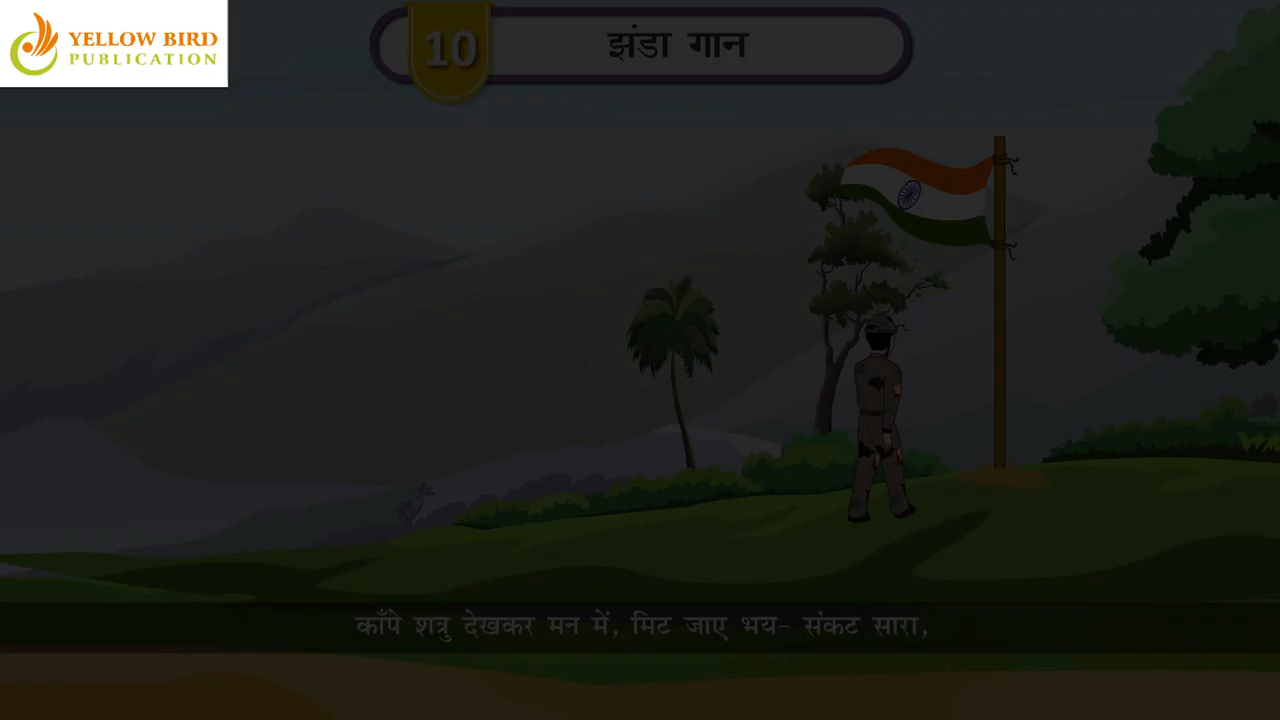 YELLOW BIRD
PUBLICATION
10 झंडा गान
काँपे शत्रु देखकर मन में, मिट जाए भय- संकट सारा,